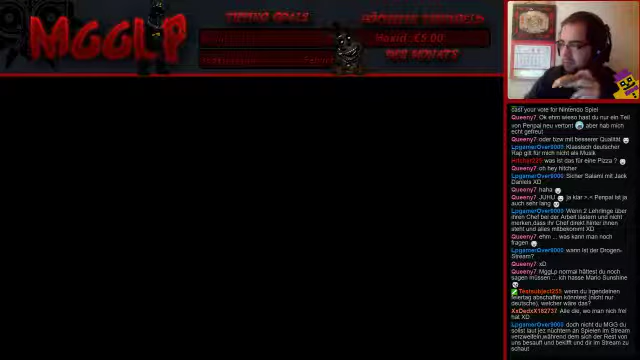 MGGLP
TIPPING GOALS
HÖCHSTER
Hoxid: £5.00
DES MONATS
cast your vote for Nintendo Spiel
Queeny7: Ok ehm wieso hast du nur ein Teil
von Penpal neu vertont aber hab mich
echt gefreut
Queeny7: oder bzw mit besserer Qualität
LpgamerOver9000: Klassisch deutscher
Rap gilt für mich nicht als Musik
Hitcher225: was ist das für eine Pizza ?
Queeny7: oh hey hitcher
LpgamerOver9000: Sicher Salami mit Jack
Daniels XD
Queeny7: haha
Queeny7: JUHU ja klar >.< Penpal ist ja
auch sehr lang
LpgamerOver9000: Wenn 2 Lehrlinge über
ihren Chef bei der Arbeit lästern und nicht
merken,dass ihr Chef direkt hinter ihnen
steht und alles mitbekommt XD
Queeny7: ehm ... was kann man noch
fragen
LpgamerOver9000: wann ist der Drogen-
Stream?
Queeny7: xD
Queeny7: MggLp normal hättest du noch
sagen müssen ... ich hasse Mario Sunshine
Testsubject255: wenn du irgendeinen
feiertag abschaffen könntest (nicht nur
deutsche), welcher wäre das?
XxDedxX182737: Alle die, wo man nich frei
hat XD
LpgamerOver9000: doch nicht du MGG du
sollst laut jez nüchtern an Spielen im Stream
verzweifeln,während dem sich der Rest von
uns besauft und bekifft und dir im Stream zu
schaut